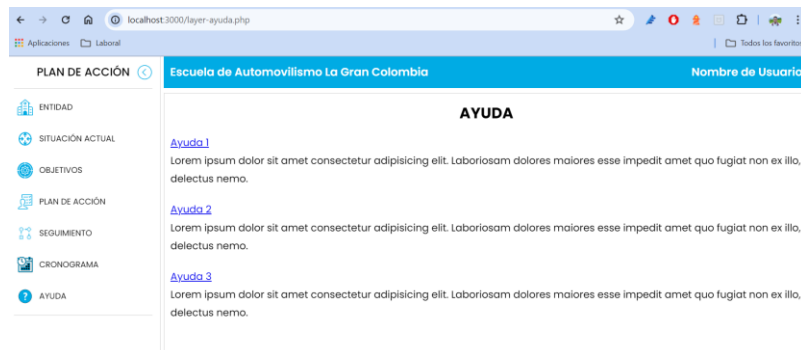 localhost:3000/layer-ayuda.php
Aplicaciones Laboral Todos los favoritos
PLAN DE ACCIÓN
ENTIDAD
SITUACIÓN ACTUAL
OBJETIVOS
PLAN DE ACCIÓN
SEGUIMIENTO
CRONOGRAMA
AYUDA
Escuela de Automovilismo La Gran Colombia Nombre de Usuario
AYUDA
Ayuda 1
Lorem ipsum dolor sit amet consectetur adipisicing elit. Laboriosam dolores maiores esse impedit amet quo fugiat non ex illo,
delectus nemo.
Ayuda 2
Lorem ipsum dolor sit amet consectetur adipisicing elit. Laboriosam dolores maiores esse impedit amet quo fugiat non ex illo,
delectus nemo.
Ayuda 3
Lorem ipsum dolor sit amet consectetur adipisicing elit. Laboriosam dolores maiores esse impedit amet quo fugiat non ex illo,
delectus nemo.